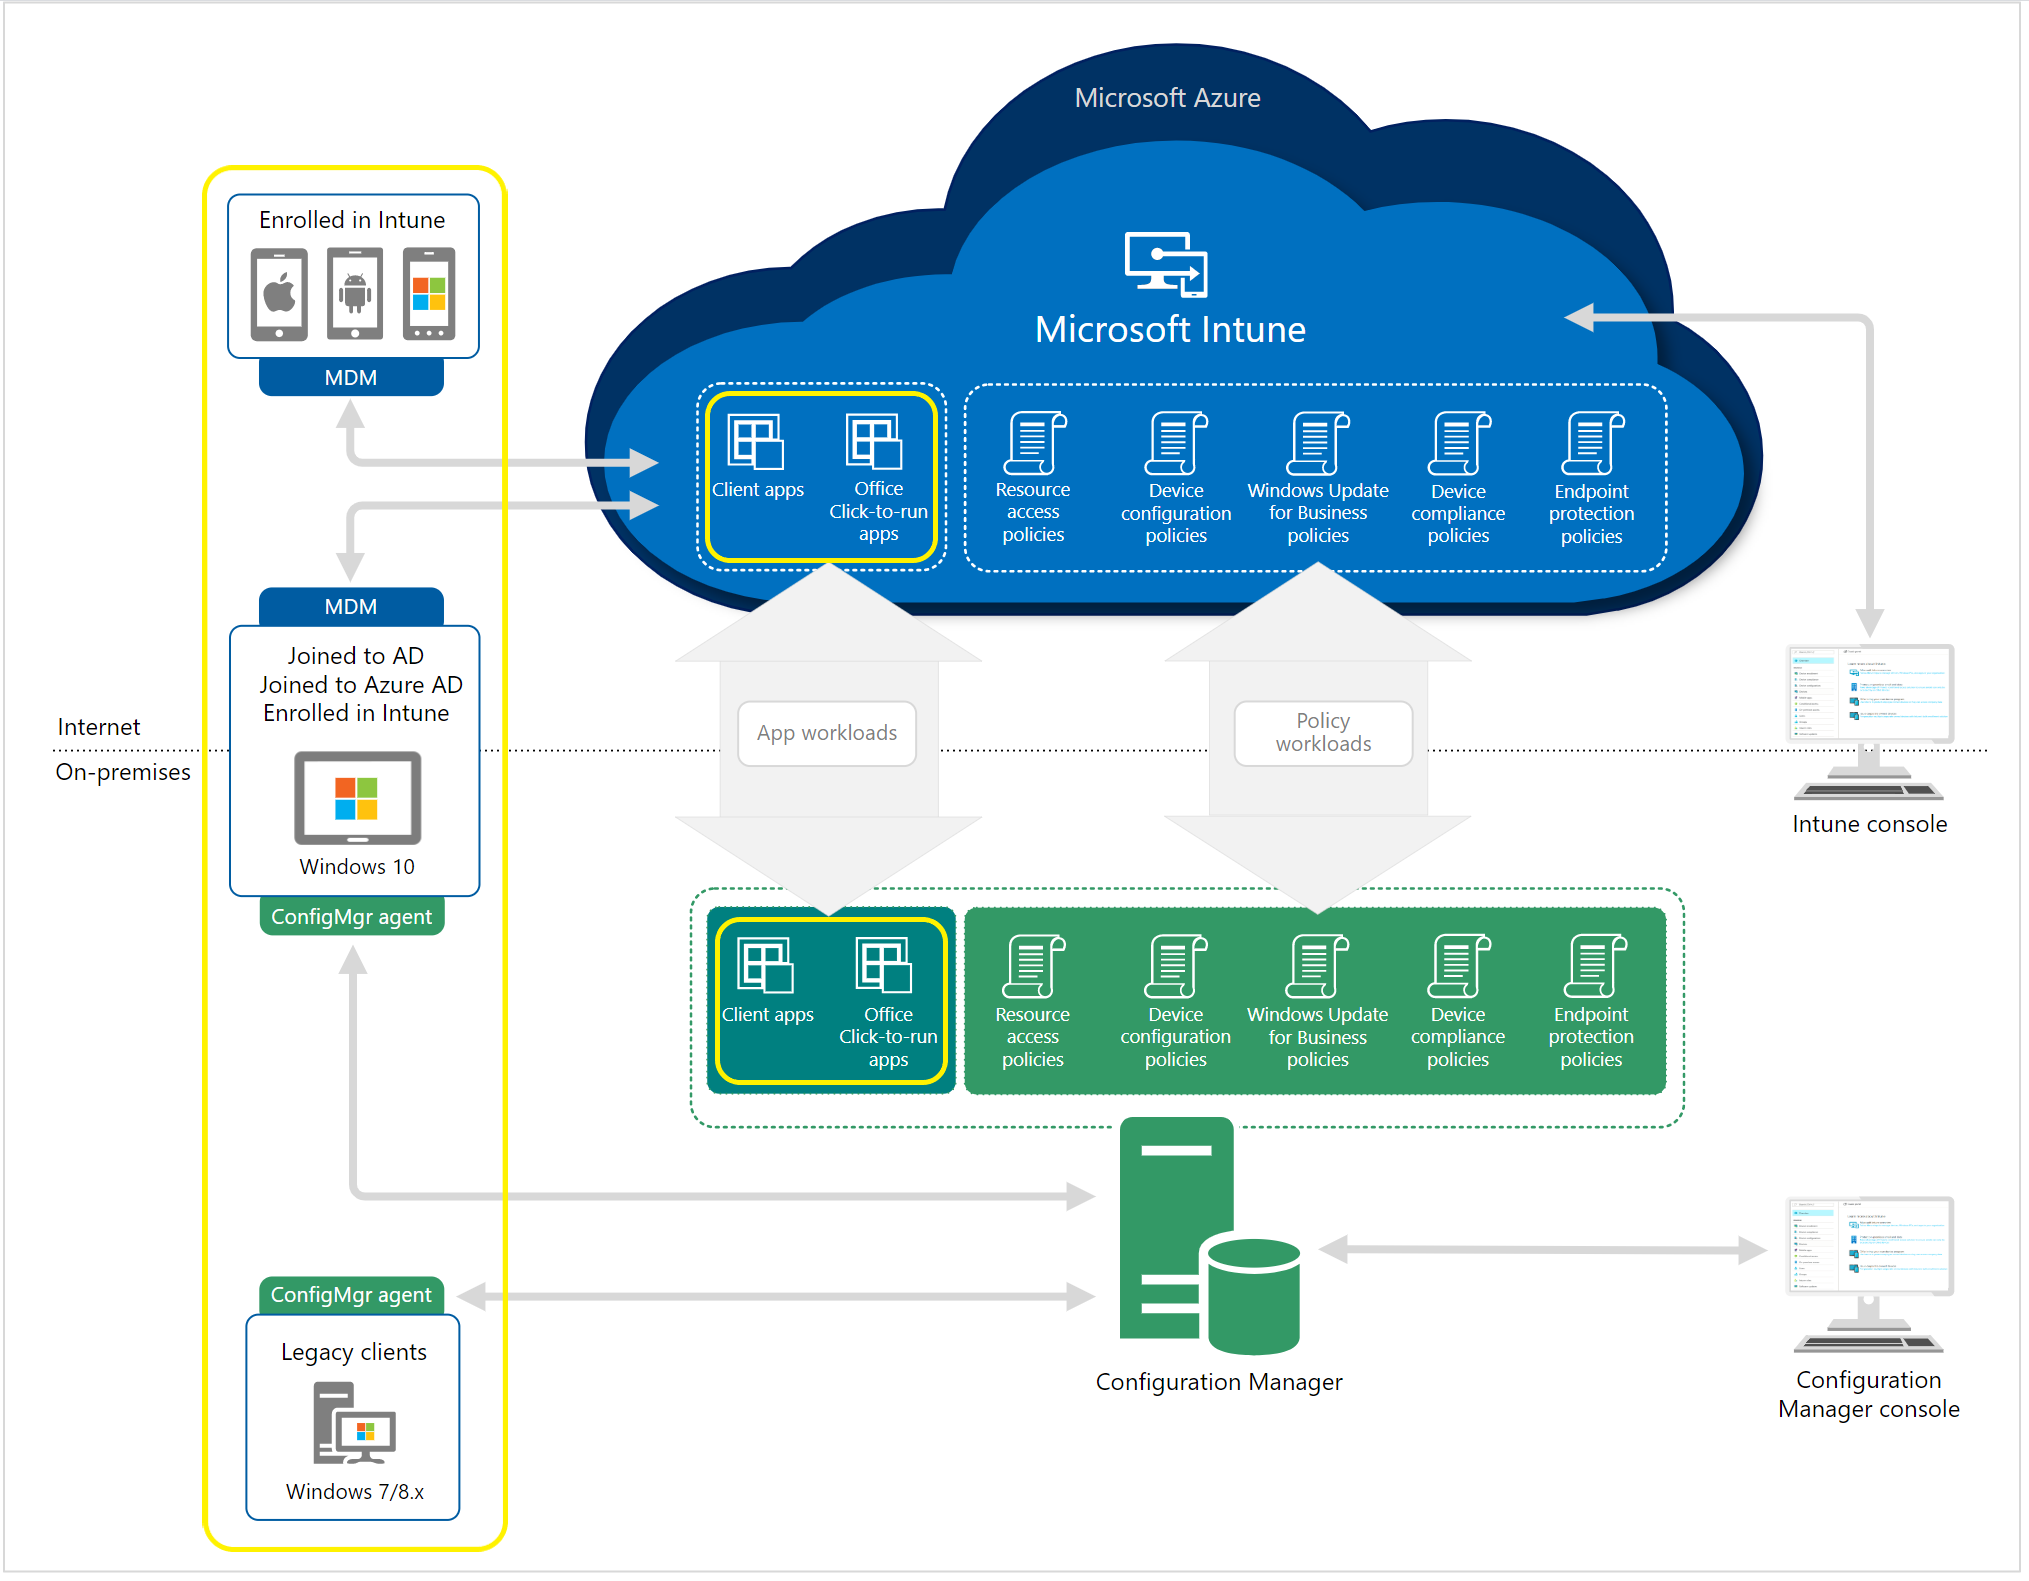 Microsoft Azure
Enrolled in Intune
MDM
Microsoft Intune
Client apps
Office
Click-to-run
apps
Resource
access
policies
Device
configuration
policies
Windows Update
for Business
policies
Device
compliance
policies
Endpoint
protection
policies
MDM
Joined to AD
Joined to Azure AD
Enrolled in Intune
Windows 10
ConfigMgr agent
Internet
On-premises
App workloads
Policy
workloads
Intune console
Client apps
Office
Click-to-run
apps
Resource
access
policies
Device
configuration
policies
Windows Update
for Business
policies
Device
compliance
policies
Endpoint
protection
policies
ConfigMgr agent
Legacy clients
Windows 7/8.x
Configuration Manager
Configuration
Manager console